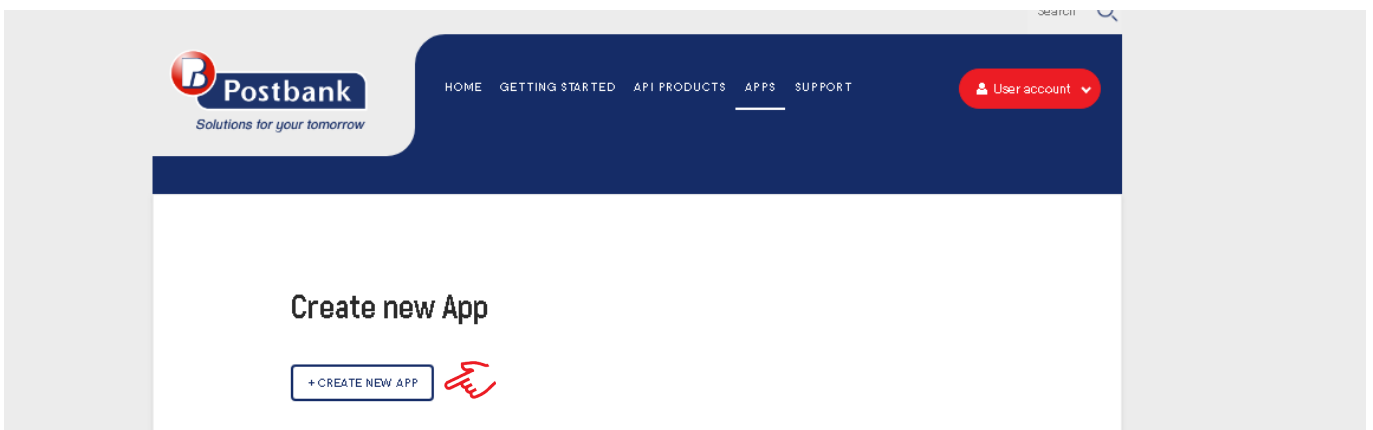 Search
Postbank
Solutions for your tomorrow
HOME GETTING STARTED API PRODUCTS APPS SUPPORT
User account
Create new App
+ CREATE NEW APP